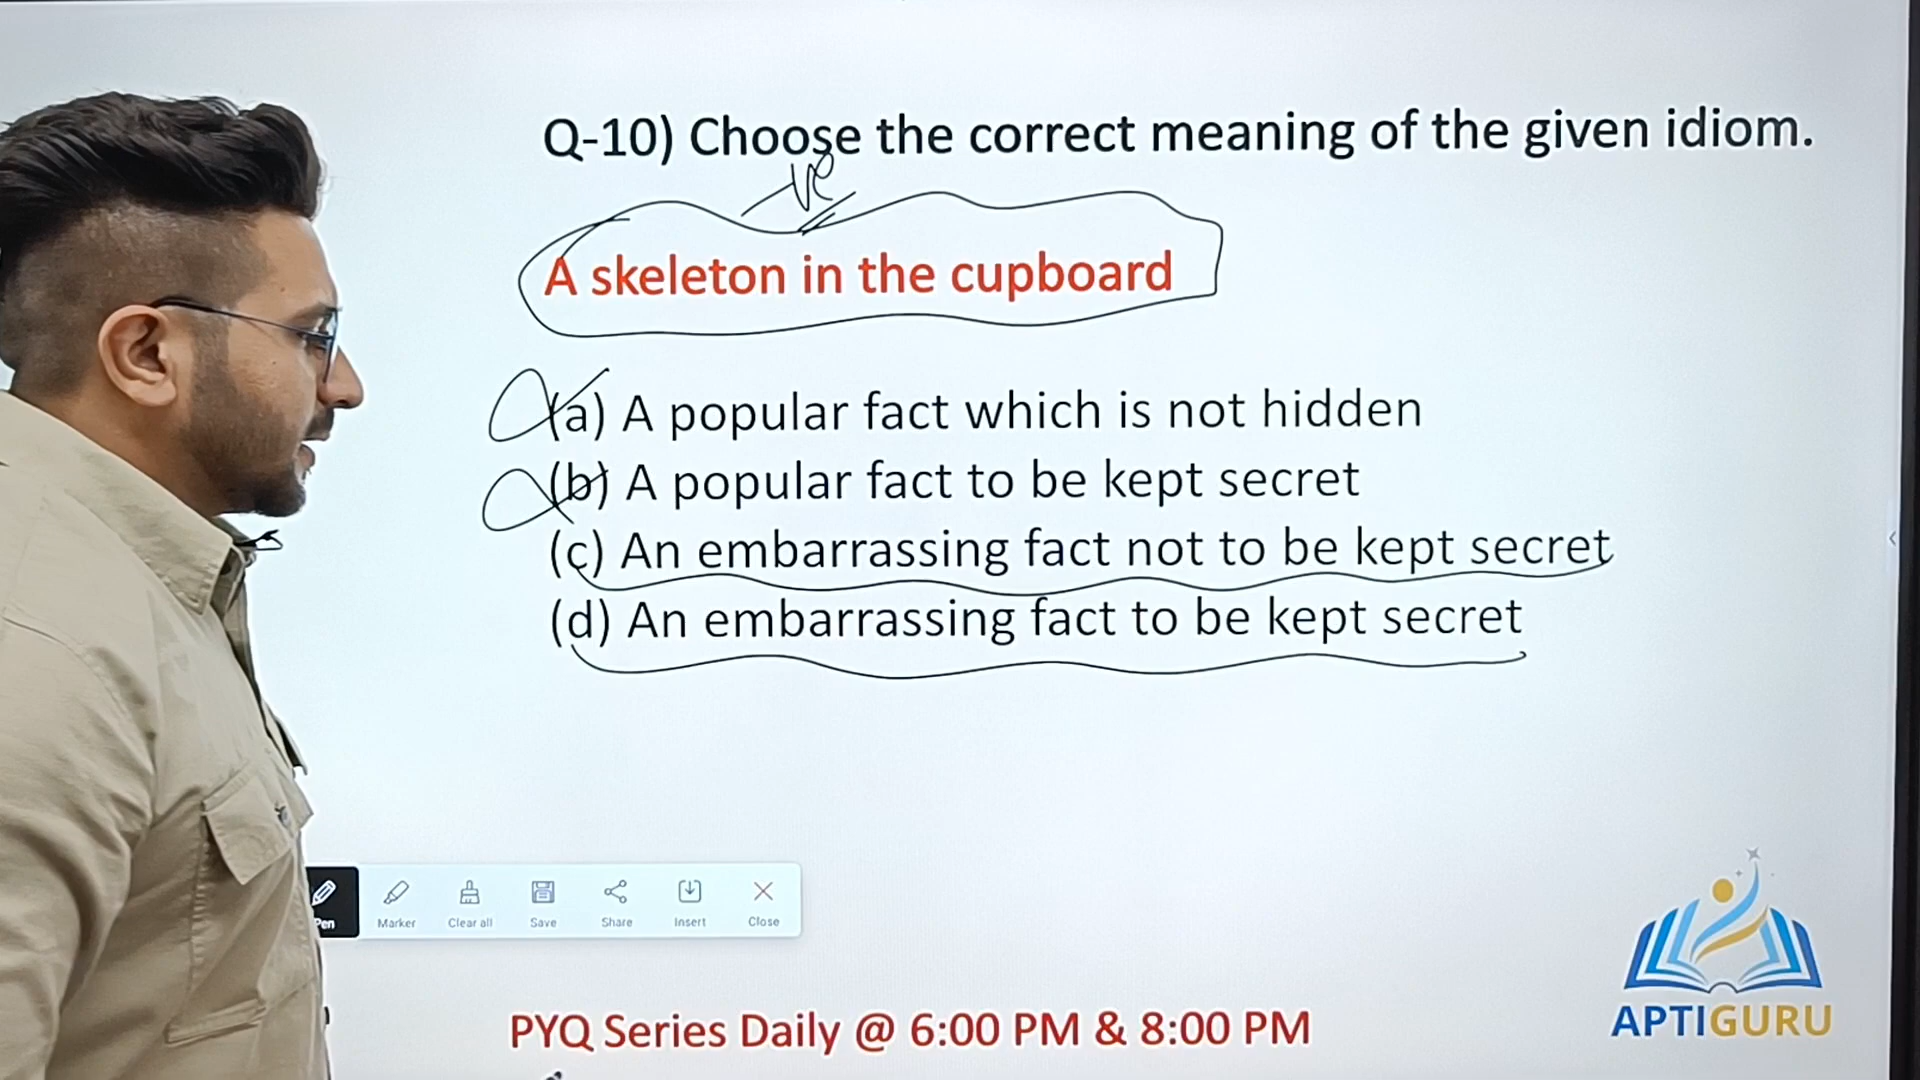 Q-10) Choose the correct meaning of the given idiom.
-ve
A skeleton in the cupboard
(a) A popular fact which is not hidden
(b) A popular fact to be kept secret
(c) An embarrassing fact not to be kept secret
(d) An embarrassing fact to be kept secret
Pen Marker Clear all Save Share Insert Close
APTIGURU
PYQ Series Daily @ 6:00 PM & 8:00 PM